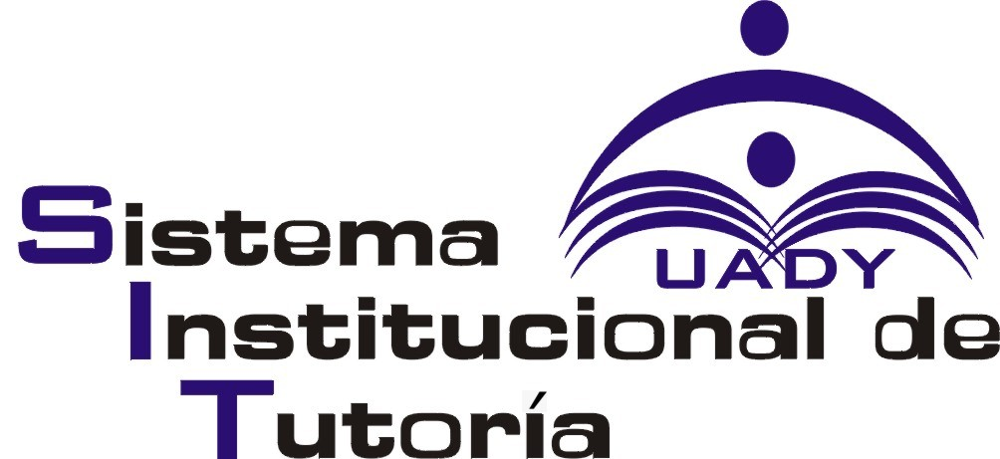 UADY
Sistema
Institucional de
Tutoría